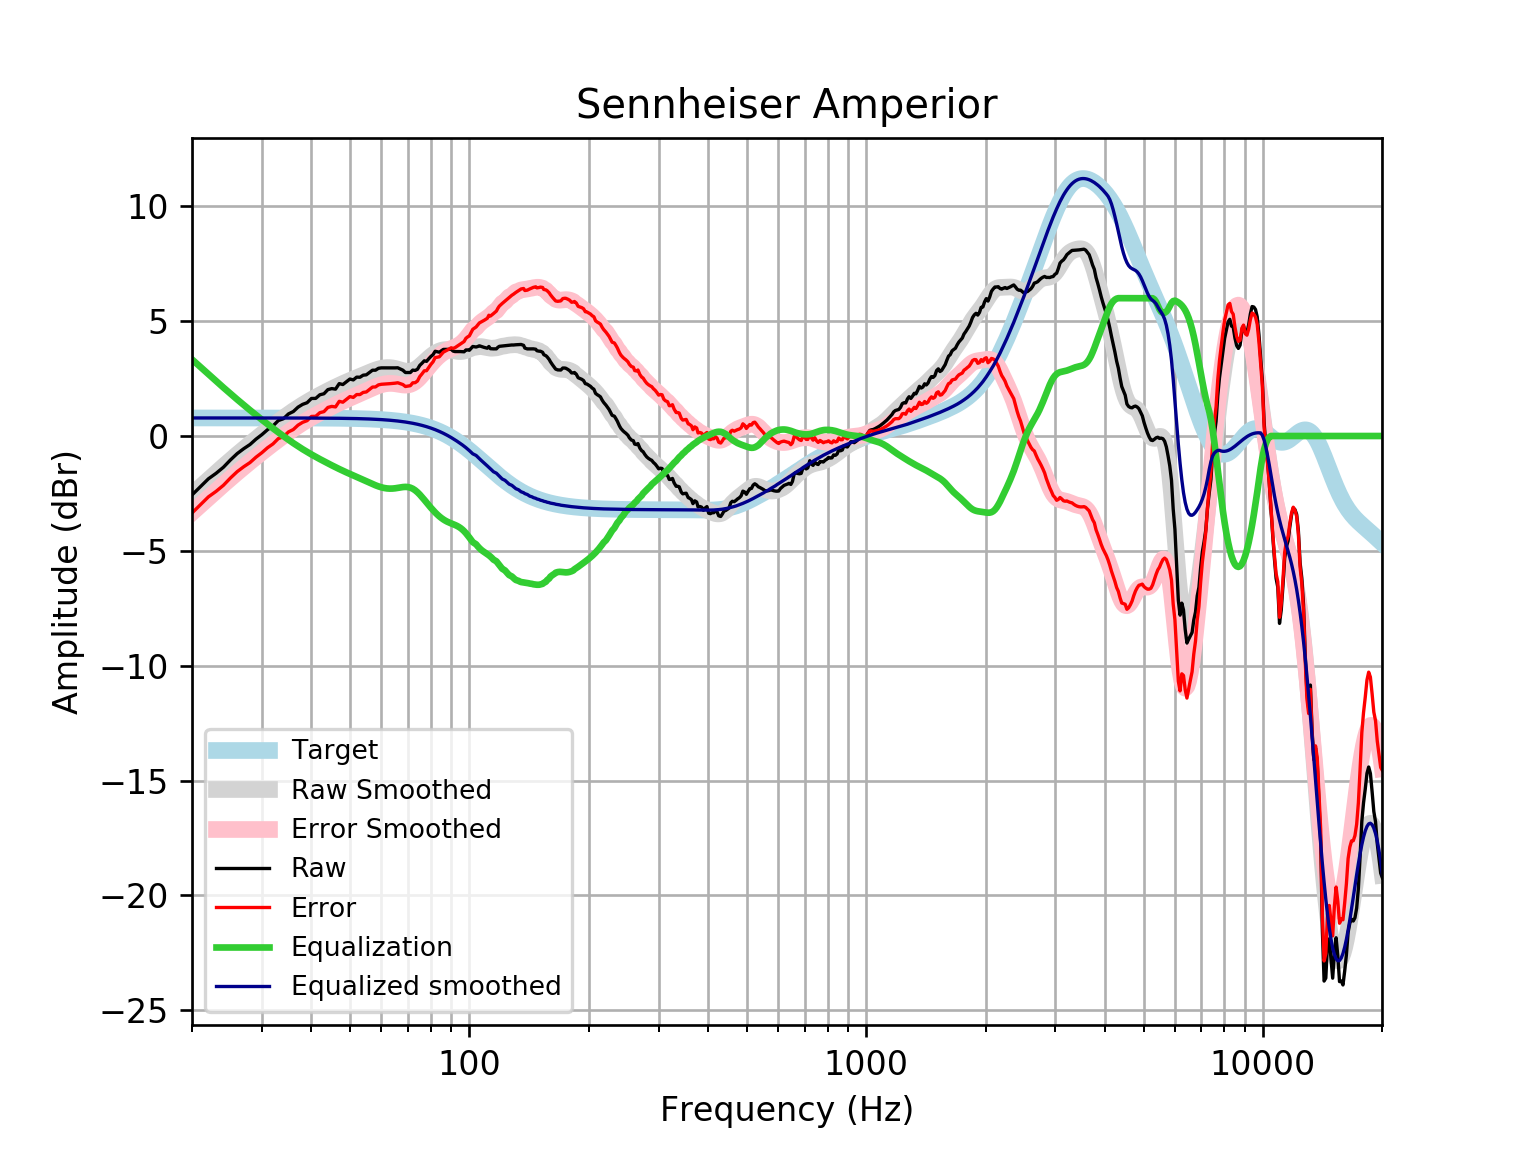 Sennheiser Amperior
10
5
0
−5
−10
−15
−20
−25
Amplitude (dBr)
Target
Raw Smoothed
Error Smoothed
Raw
Error
Equalization
Equalized smoothed
100
1000
10000
Frequency (Hz)